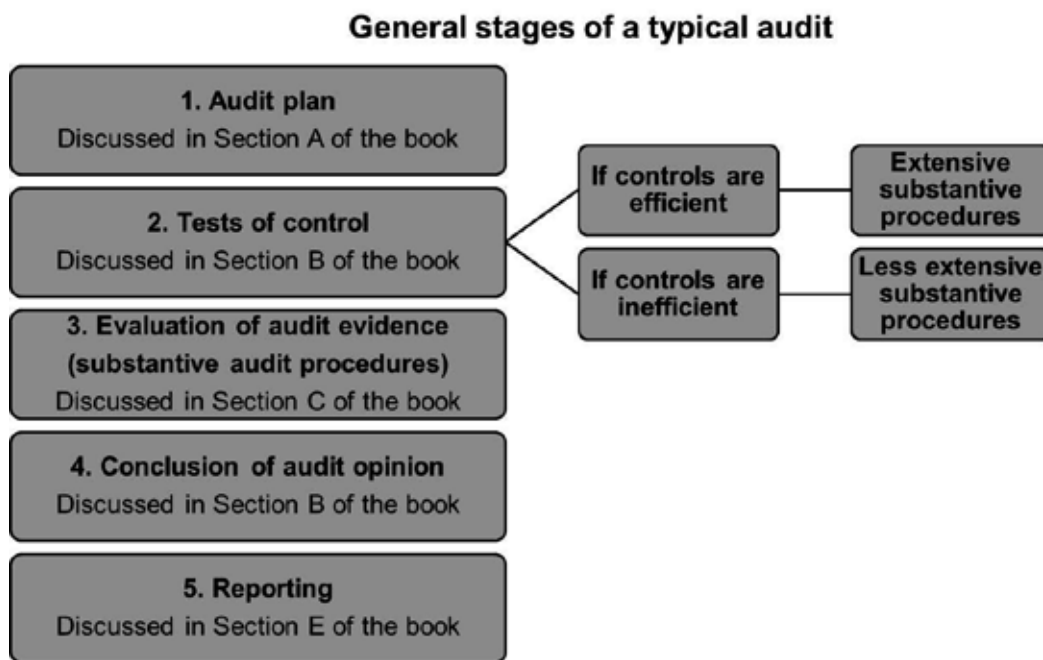 General stages of a typical audit
1. Audit plan
Discussed in Section A of the book
2. Tests of control
Discussed in Section B of the book
If controls are
efficient
Extensive
substantive
procedures
If controls are
inefficient
Less extensive
substantive
procedures
3. Evaluation of audit evidence
(substantive audit procedures)
Discussed in Section C of the book
4. Conclusion of audit opinion
Discussed in Section B of the book
5. Reporting
Discussed in Section E of the book